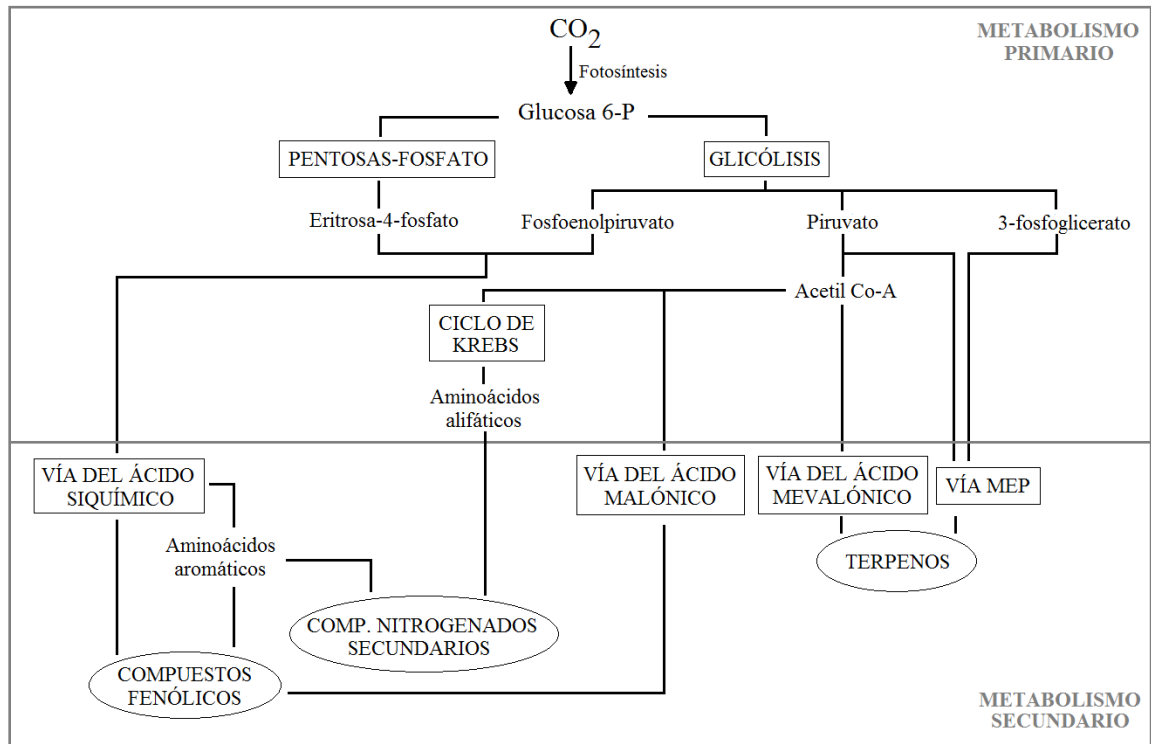 CO2
METABOLISMO
PRIMARIO
Fotosíntesis
Glucosa 6-P
PENTOSAS-FOSFATO
GLICÓLISIS
Eritrosa-4-fosfato
Fosfoenolpiruvato
Piruvato
3-fosfoglicerato
Acetil Co-A
CICLO DE
KREBS
Aminoácidos
alifáticos
VÍA DEL ÁCIDO
SIQUÍMICO
VÍA DEL ÁCIDO
MALÓNICO
VÍA DEL ÁCIDO
MEVALÓNICO
VÍA MEP
Aminoácidos
aromáticos
TERPENOS
COMP. NITROGENADOS
SECUNDARIOS
COMPUESTOS
FENÓLICOS
METABOLISMO
SECUNDARIO